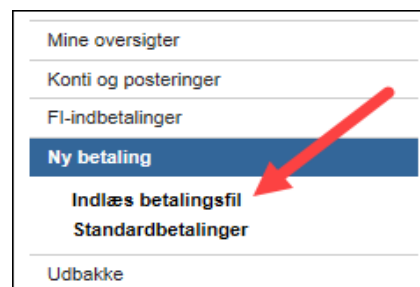 Mine oversigter
Konti og posteringer
FI-indbetalinger
Ny betaling
Indlæs betalingsfil
Standardbetalinger
Udbakke